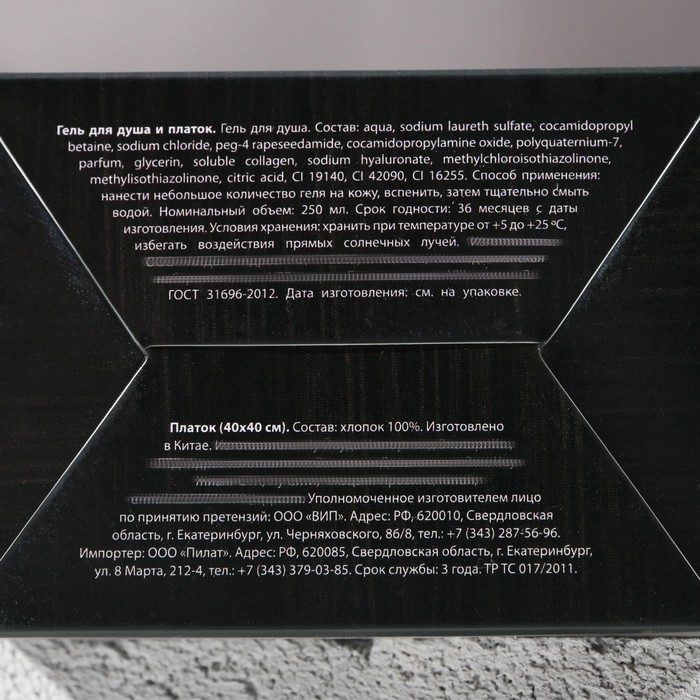 Гель для душа и платок. Гель для душа. Состав: aqua, sodium laureth sulfate, cocamidopropyl
betaine, sodium chloride, peg-4 rapeseedamide, cocamidopropylamine oxide, polyquaternium-7,
parfum, glycerin, soluble collagen, sodium hyaluronate, methylchloroisothiazolinone,
methylisothiazolinone, citric acid, CI 19140, CI 42090, CI 16255. Способ применения:
нанести небольшое количество геля на кожу, вспенить, затем тщательно смыть
водой. Номинальный объем: 250 мл. Срок годности: 36 месяцев с даты
изготовления. Условия хранения: хранить при температуре от +5 до +25 ºС,
избегать воздействия прямых солнечных лучей.
ГОСТ 31696-2012. Дата изготовления: см. на упаковке.
Платок (40х40 см). Состав: хлопок 100%. Изготовлено
в Китае.
Уполномоченное изготовителем лицо
по принятию претензий: ООО «ВИП». Адрес: РФ, 620010, Свердловская
область, г. Екатеринбург, ул. Черняховского, 86/8, тел.: +7 (343) 287-56-96.
Импортер: ООО «Пилат». Адрес: РФ, 620085, Свердловская область, г. Екатеринбург,
ул. 8 Марта, 212-4, тел.: +7 (343) 379-03-85. Срок службы: 3 года. ТР ТС 017/2011.